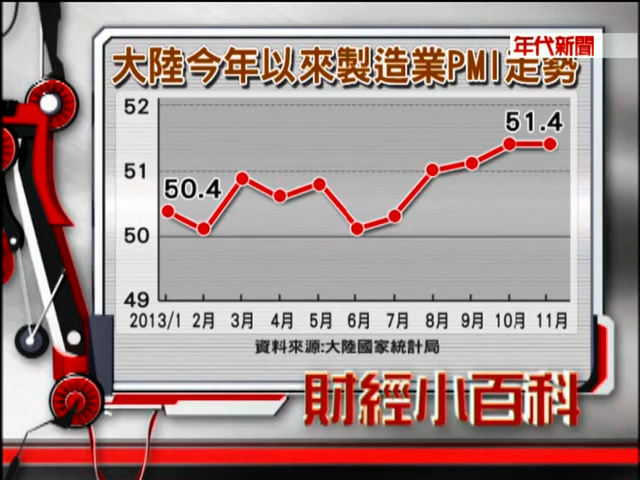 年代新聞
大陸今年以來製造業PMI走勢
52
51.4
51
50.4
50
49
2013/1 2月 3月 4月 5月 6月 7月 8月 9月 10月 11月
資料來源:大陸國家統計局
財經小百科